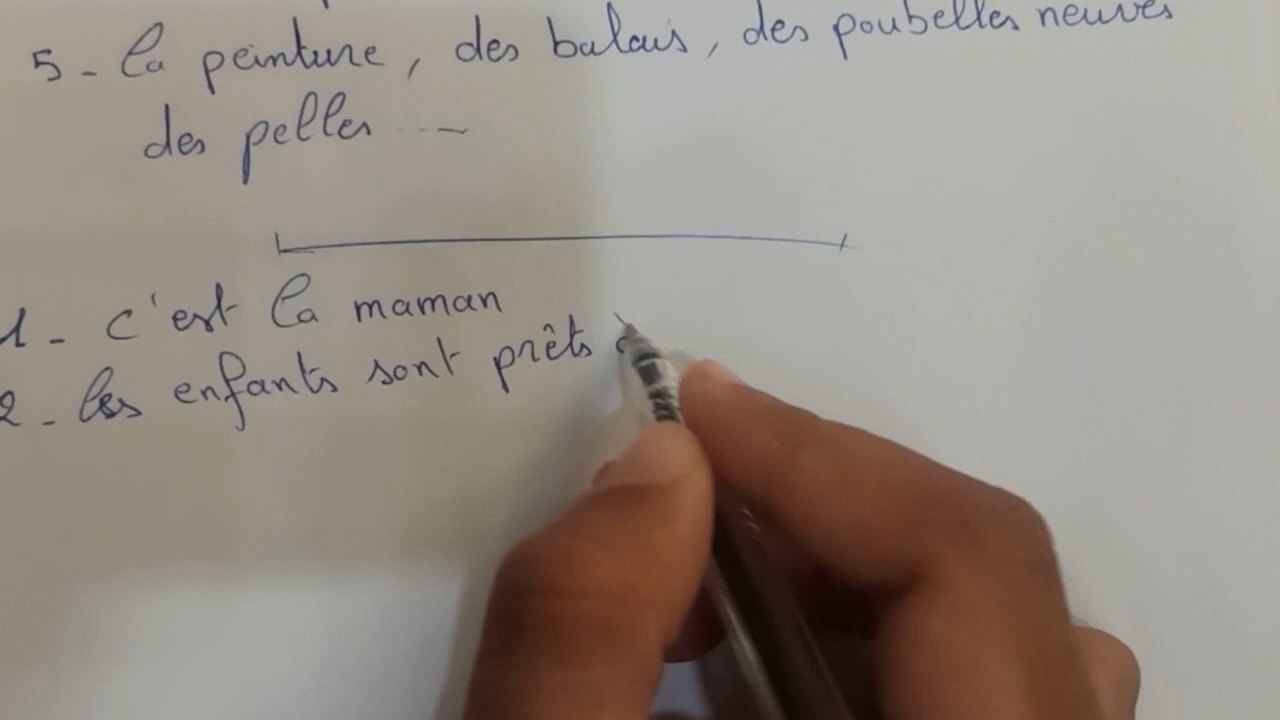 5 - la peinture, des balais, des poubelles neuves
des pelles ....
1 - c'est la maman
2 - les enfants sont prêts à